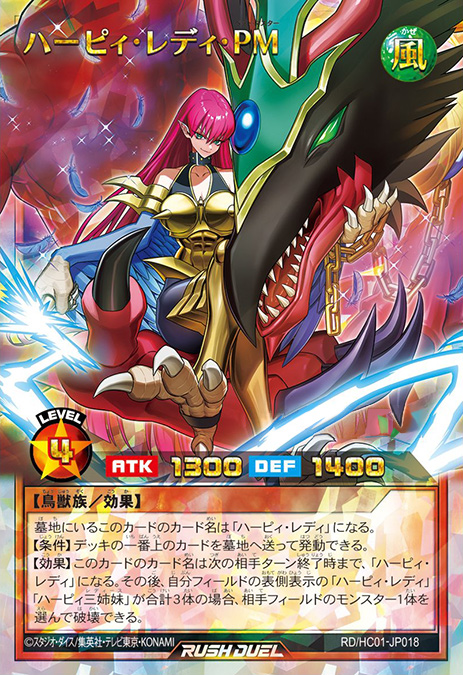 ハーピィ・レディ・PM
風
LEVEL
4
ATK 1300 DEF 1400
【鳥獣族／効果】
墓地にいるこのカードのカード名は「ハーピィ・レディ」になる。
【条件】デッキの一番上のカードを墓地へ送って発動できる。
【効果】このカードのカード名は次の相手ターン終了時まで、「ハーピィ・
レディ」になる。その後、自分フィールドの表側表示の「ハーピィ・レディ」
「ハーピィ三姉妹」が合計3体の場合、相手フィールドのモンスター1体を
選んで破壊できる。
©スタジオ・ダイス/集英社・テレビ東京・KONAMI
RD/HC01-JP018
RUSH DUEL